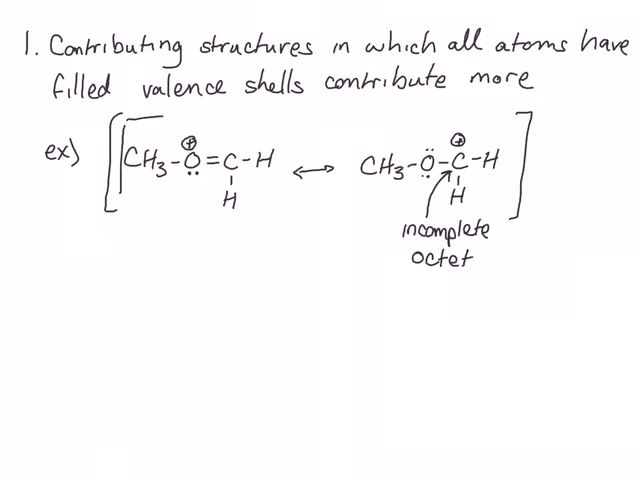 1. Contributing structures in which all atoms have
filled valence shells contribute more
ex) [CH₃-Ö⊕=C-H ↔ CH₃-Ö-C⊕-H]
H H
incomplete
octet